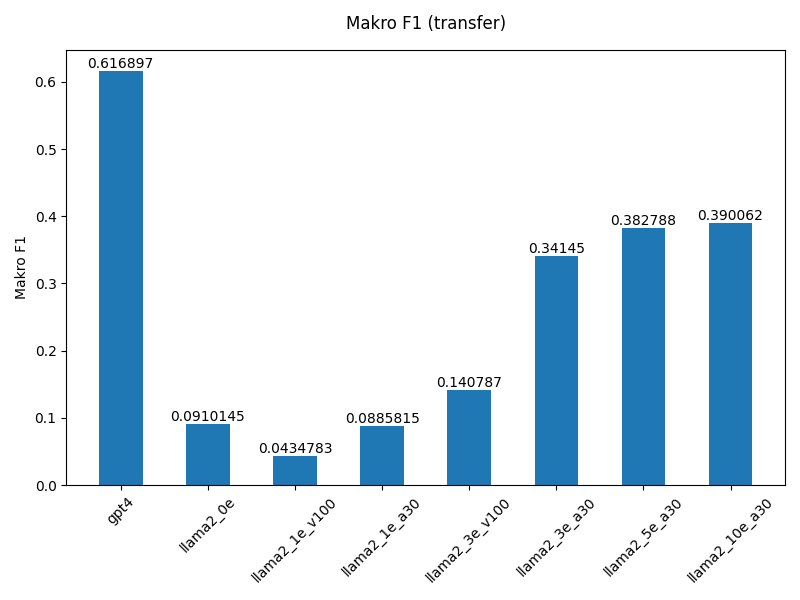 Makro F1 (transfer)
Makro F1
0.6
0.5
0.4
0.3
0.2
0.1
0.0
0.616897
0.0910145
0.0434783
0.0885815
0.140787
0.34145
0.382788
0.390062
gpt4
llama2_0e
llama2_1e_v100
llama2_1e_a30
llama2_3e_v100
llama2_3e_a30
llama2_5e_a30
llama2_10e_a30